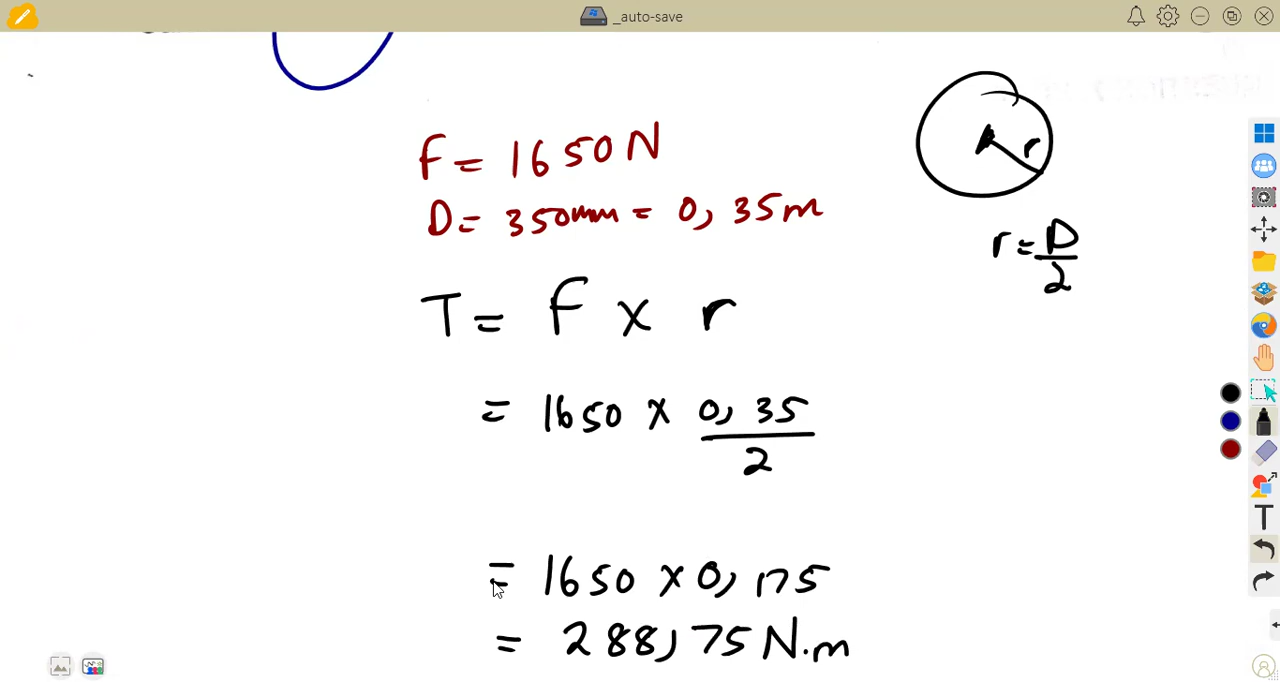 _auto-save
F = 1650 N
D = 350mm = 0,35m
r
r = D/2
T = F x r
= 1650 x 0,35/2
= 1650 x 0,175
= 288,75 N.m
T